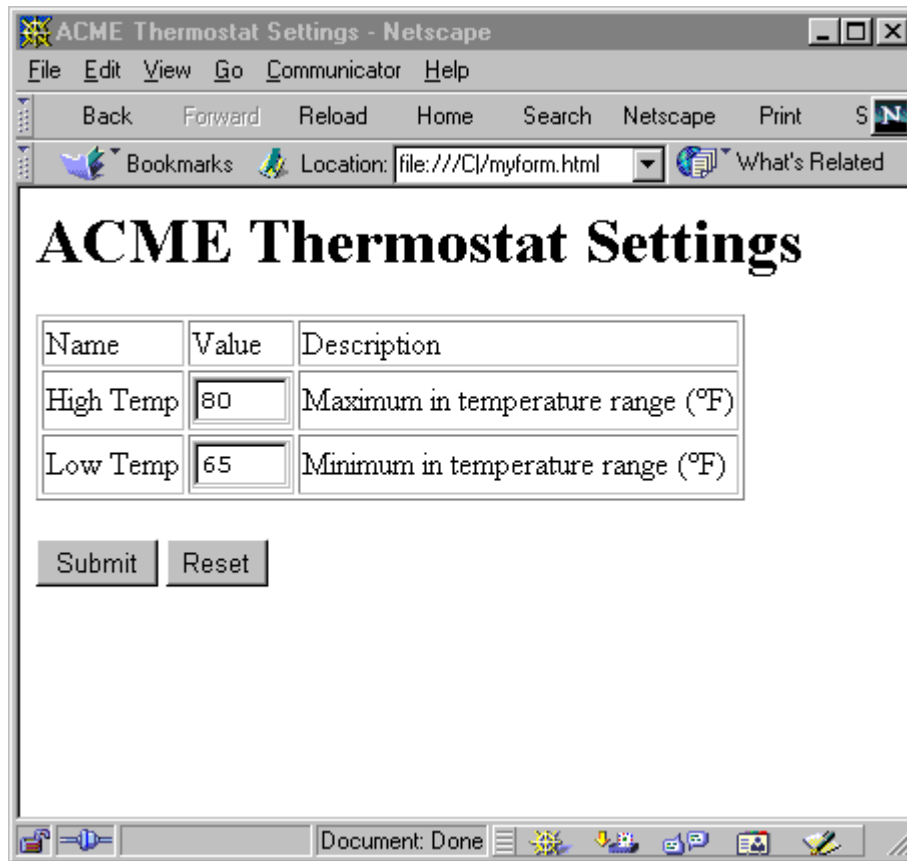 ACME Thermostat Settings - Netscape
File Edit View Go Communicator Help
Back Forward Reload Home Search Netscape Print S N
Bookmarks Location: file:///C|/myform.html What's Related
ACME Thermostat Settings
Name Value Description
High Temp 80 Maximum in temperature range (°F)
Low Temp 65 Minimum in temperature range (°F)
Submit Reset
Document: Done